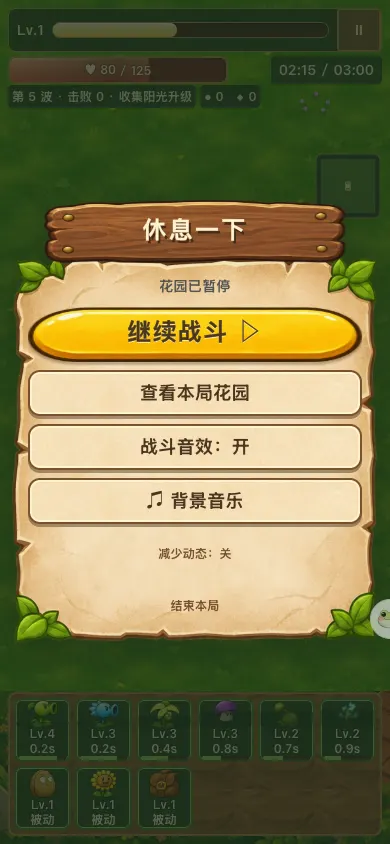 Lv.1
♥ 80 / 125
02:15 / 03:00
第 5 波 · 击败 0 · 收集阳光升级
● 0 ◆ 0
休息一下
花园已暂停
继续战斗 ▷
查看本局花园
战斗音效：开
♫ 背景音乐
减少动态：关
结束本局
Lv.4 Lv.3 Lv.3 Lv.3 Lv.2 Lv.2
0.2s 0.2s 0.4s 0.8s 0.7s 0.9s
Lv.1 Lv.1 Lv.1
被动 被动 被动